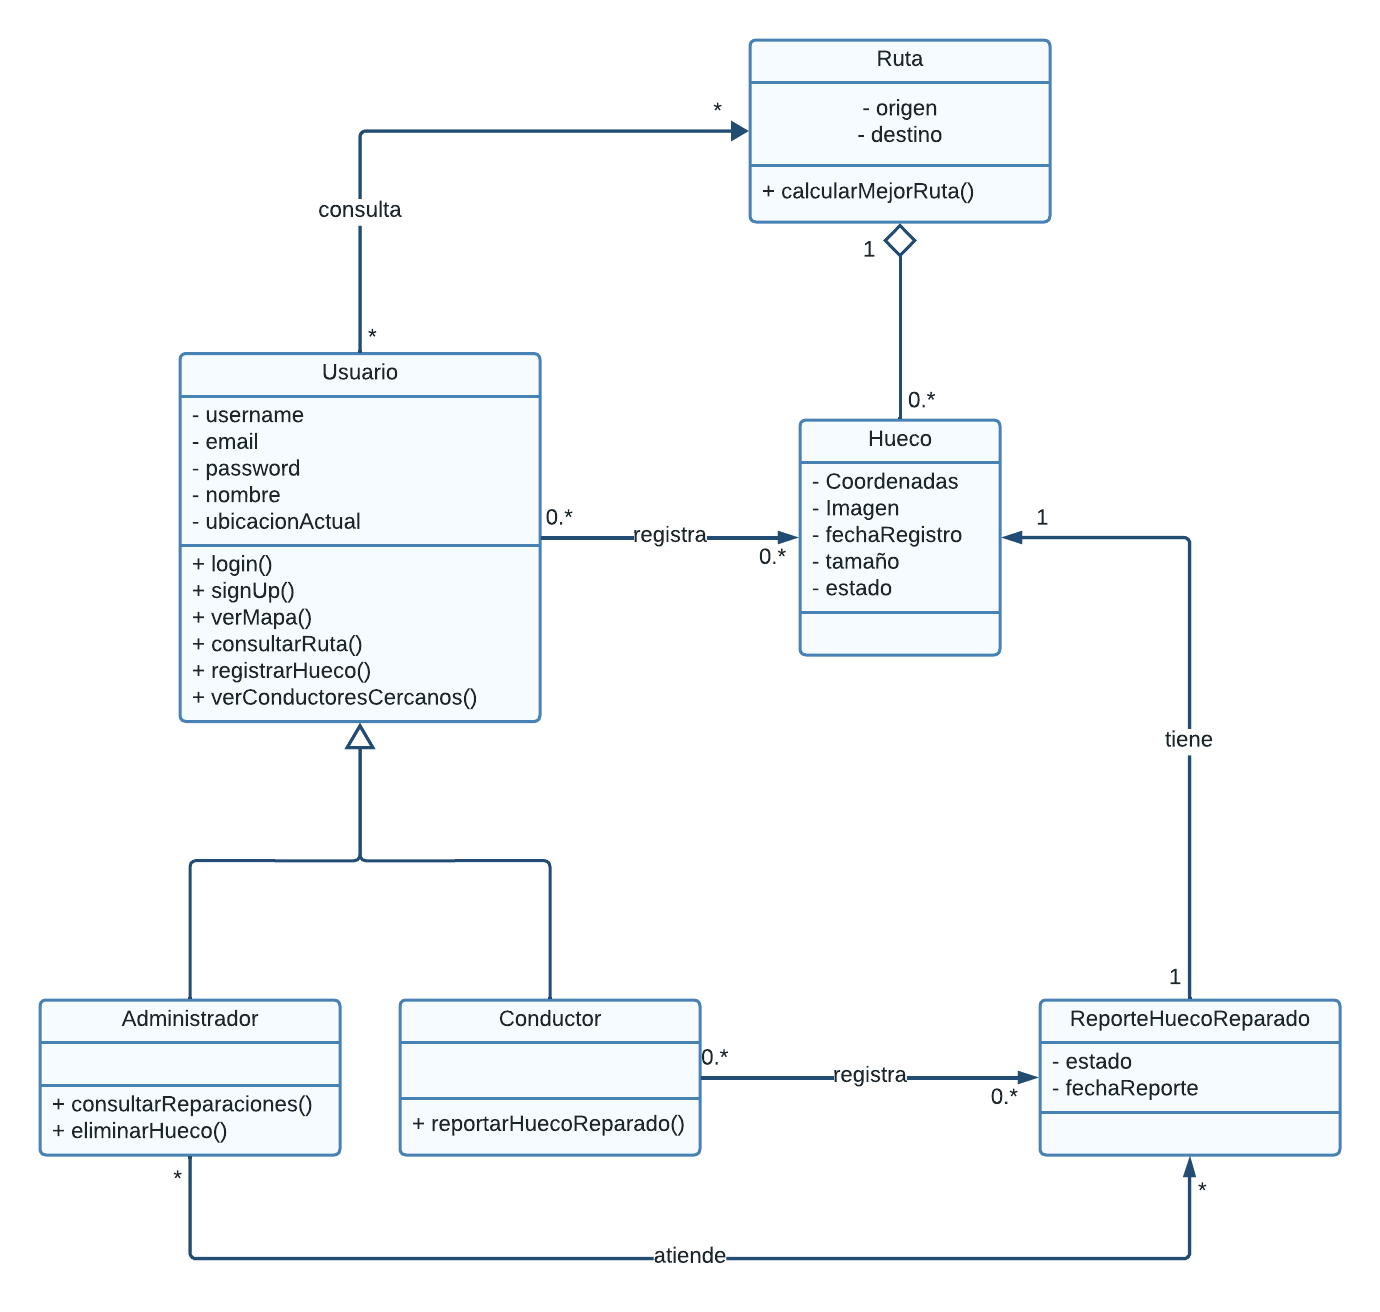 Ruta
- origen
- destino
+ calcularMejorRuta()
*
consulta
*
1
0.*
Usuario
- username
- email
- password
- nombre
- ubicacionActual
+ login()
+ signUp()
+ verMapa()
+ consultarRuta()
+ registrarHueco()
+ verConductoresCercanos()
0.*
registra
0.*
Hueco
- Coordenadas
- Imagen
- fechaRegistro
- tamaño
- estado
1
tiene
1
Administrador
+ consultarReparaciones()
+ eliminarHueco()
Conductor
+ reportarHuecoReparado()
0.*
registra
0.*
ReporteHuecoReparado
- estado
- fechaReporte
*
atiende
*